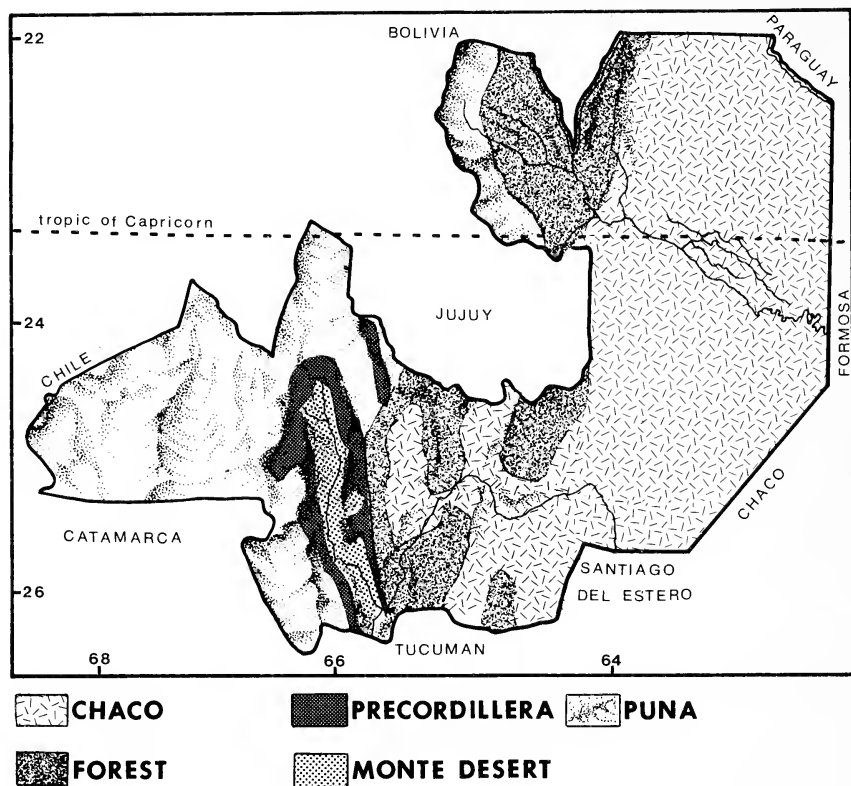 22
BOLIVIA
PARAGUAY
tropic of Capricorn
24
JUJUY
FORMOSA
CHILE
CHACO
CATAMARCA
SANTIAGO
DEL ESTERO
26
TUCUMAN
68
66
64
CHACO
PRECORDILLERA
PUNA
FOREST
MONTE DESERT